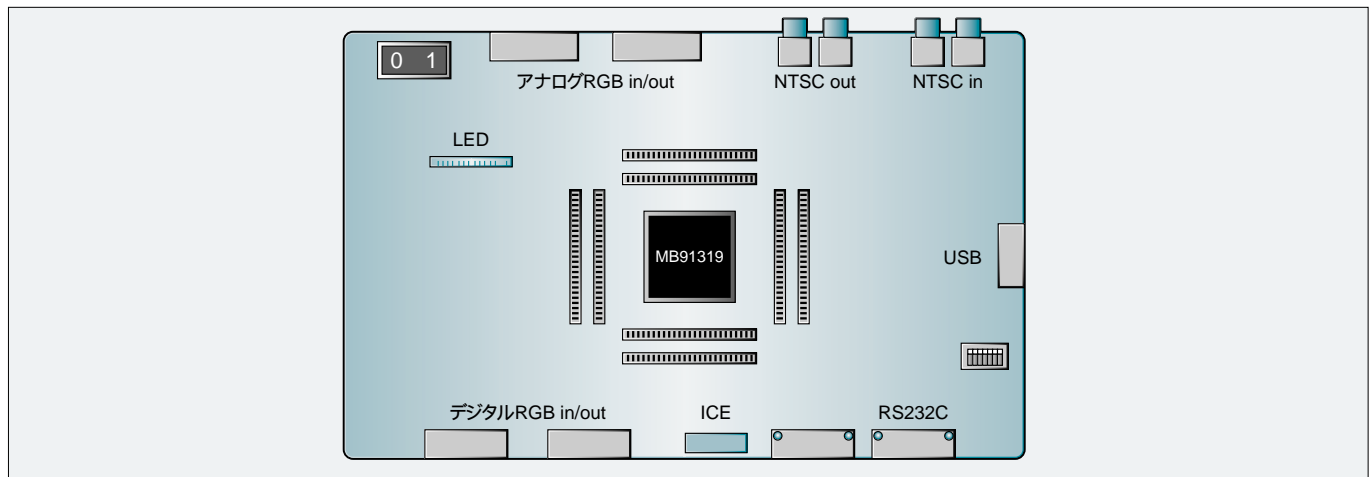 0 1
アナログRGB in/out
NTSC out
NTSC in
LED
MB91319
USB
デジタルRGB in/out
ICE
RS232C